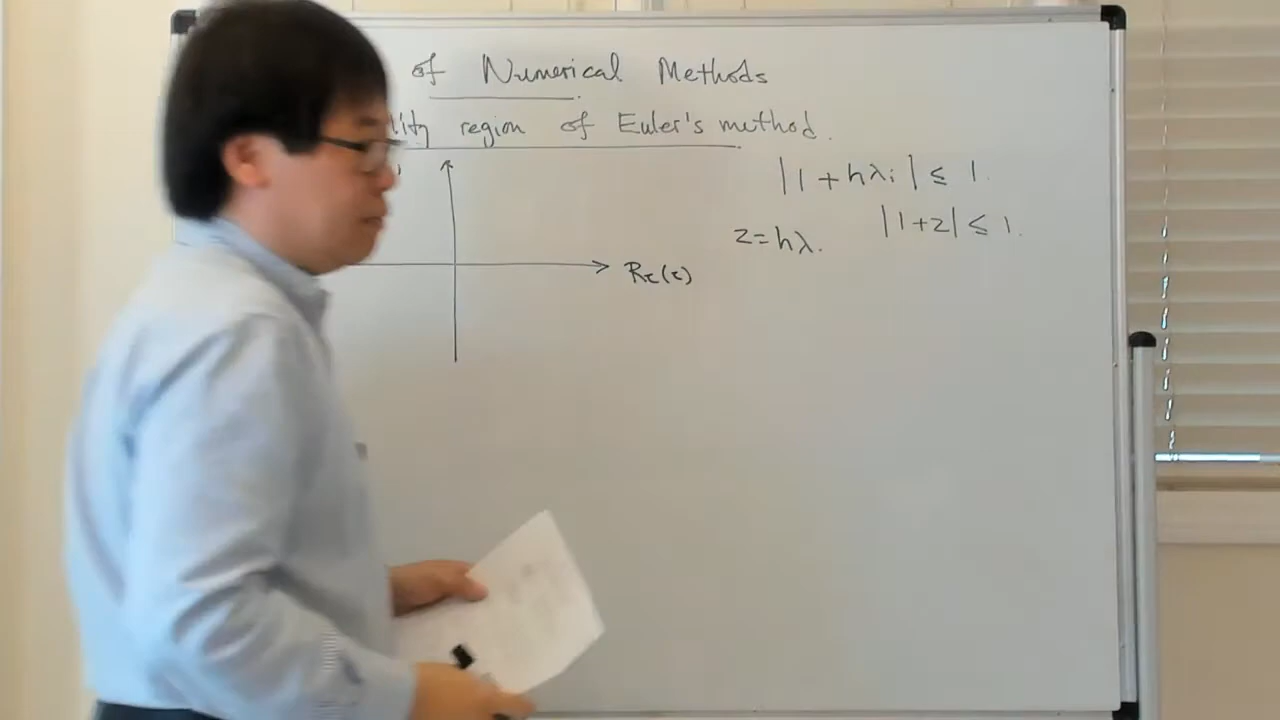 of Numerical Methods
region of Euler's method.
|1 + hλi| ≤ 1.
z=hλ.
|1+z| ≤ 1.
Re(z)